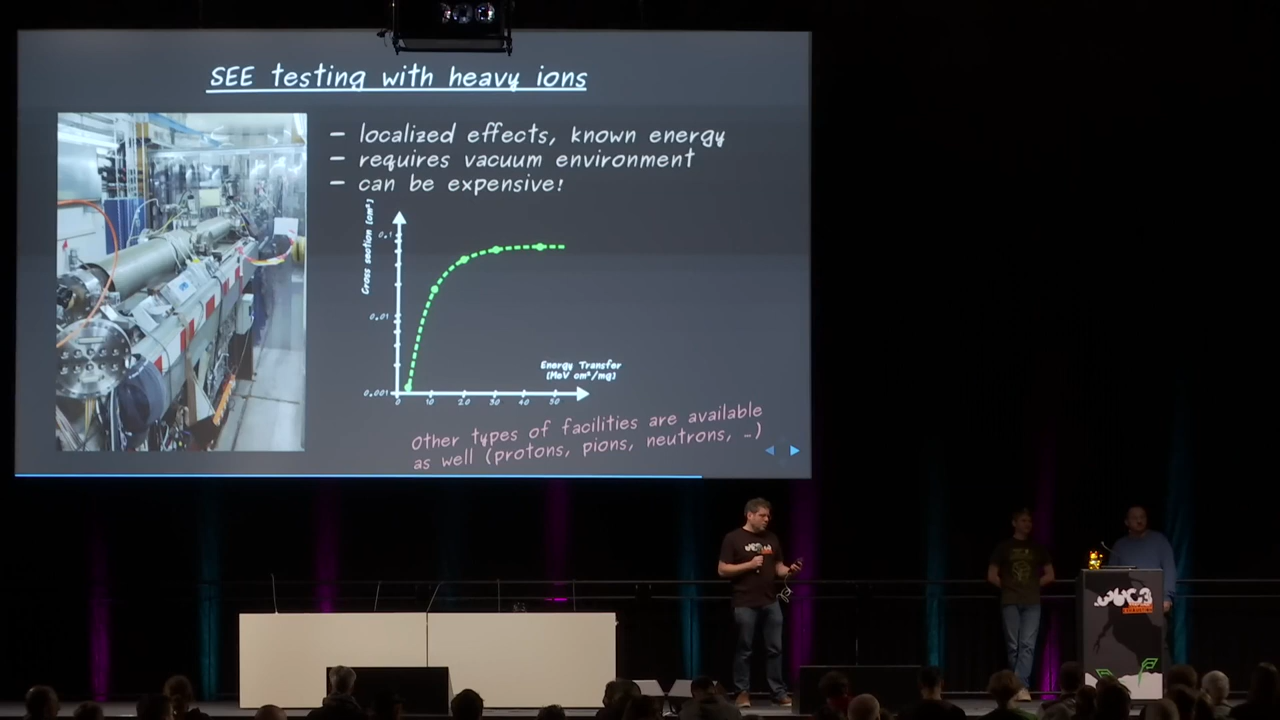 SEE testing with heavy ions
– localized effects, known energy
– requires vacuum environment
– can be expensive!
Cross section [cm²]
0.1
0.01
0.001
0 10 20 30 40 50
Energy Transfer
[MeV cm²/mg]
Other types of facilities are available
as well (protons, pions, neutrons, …)